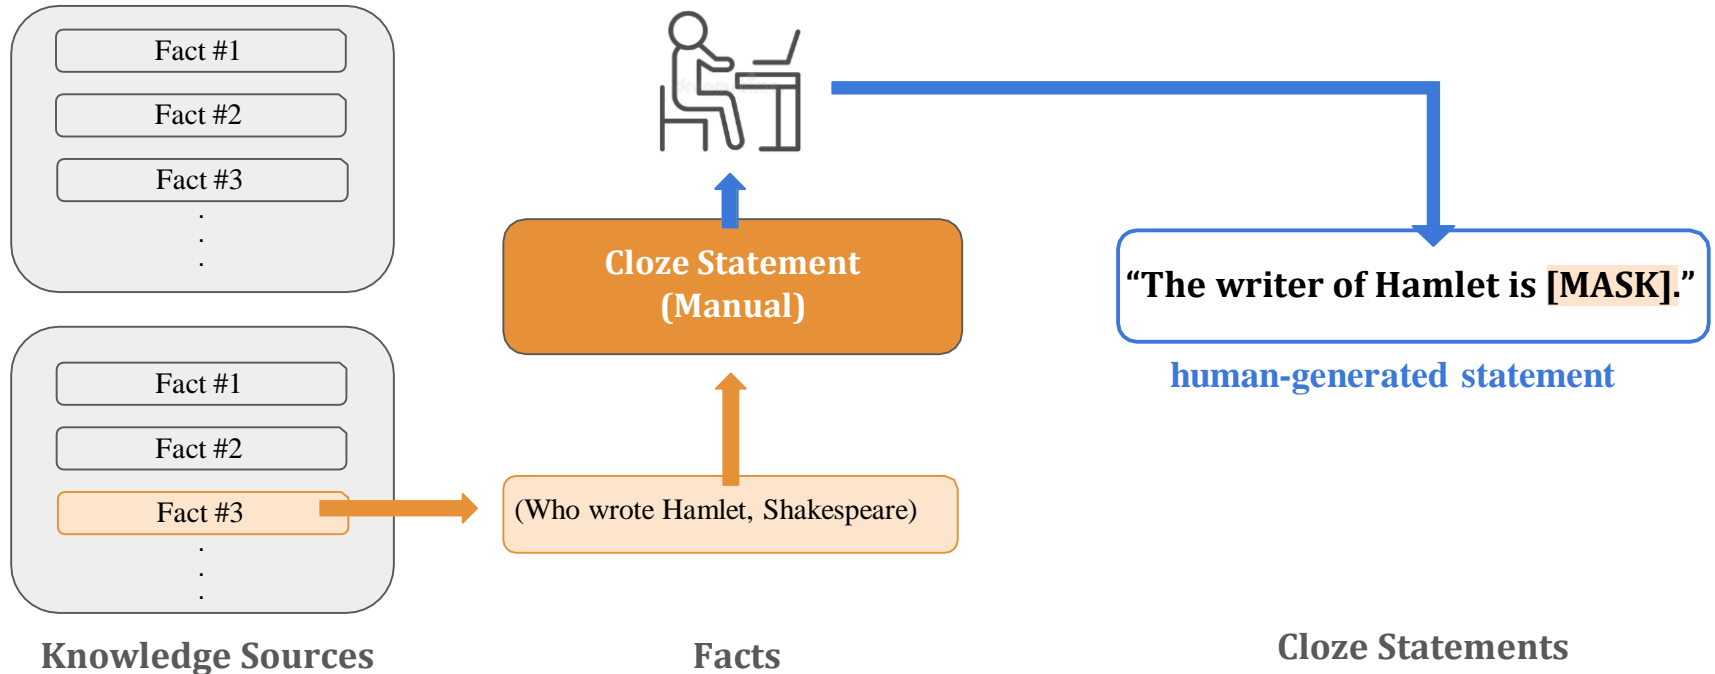 Fact #1
Fact #2
Fact #3
.
.
.
Fact #1
Fact #2
Fact #3
.
.
.
Knowledge Sources
Cloze Statement
(Manual)
(Who wrote Hamlet, Shakespeare)
Facts
“The writer of Hamlet is [MASK].”
human-generated statement
Cloze Statements